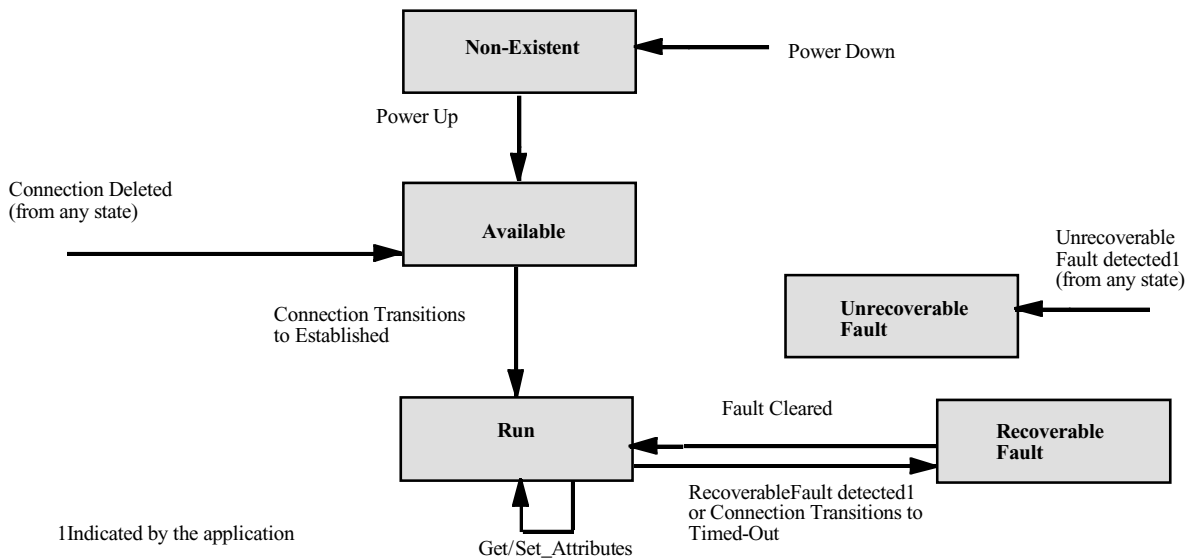 Non-Existent
Power Down
Power Up
Connection Deleted
(from any state)
Available
Unrecoverable
Fault detected1
(from any state)
Connection Transitions
to Established
Unrecoverable
Fault
Fault Cleared
Run
Recoverable
Fault
RecoverableFault detected1
or Connection Transitions to
Timed-Out
1Indicated by the application
Get/Set_Attributes